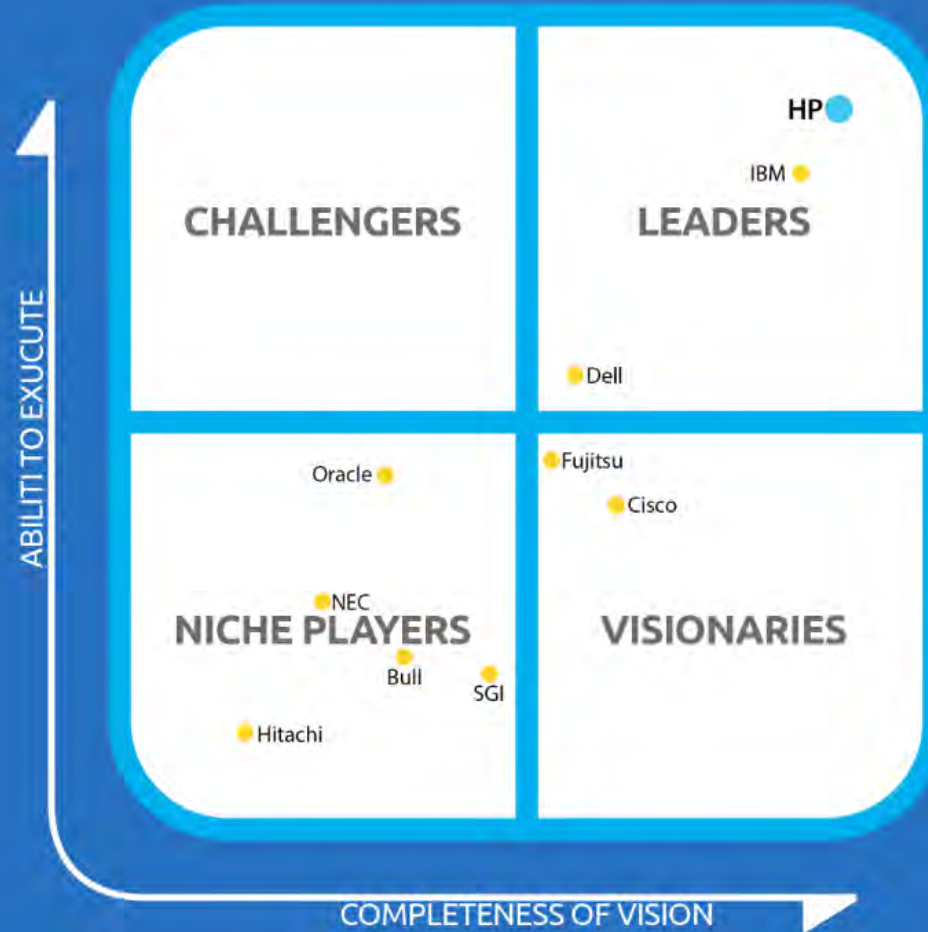 HP
IBM
CHALLENGERS
LEADERS
Dell
ABILITI TO EXUCUTE
Fujitsu
Oracle
Cisco
NEC
NICHE PLAYERS
VISIONARIES
Bull
SGI
Hitachi
COMPLETENESS OF VISION